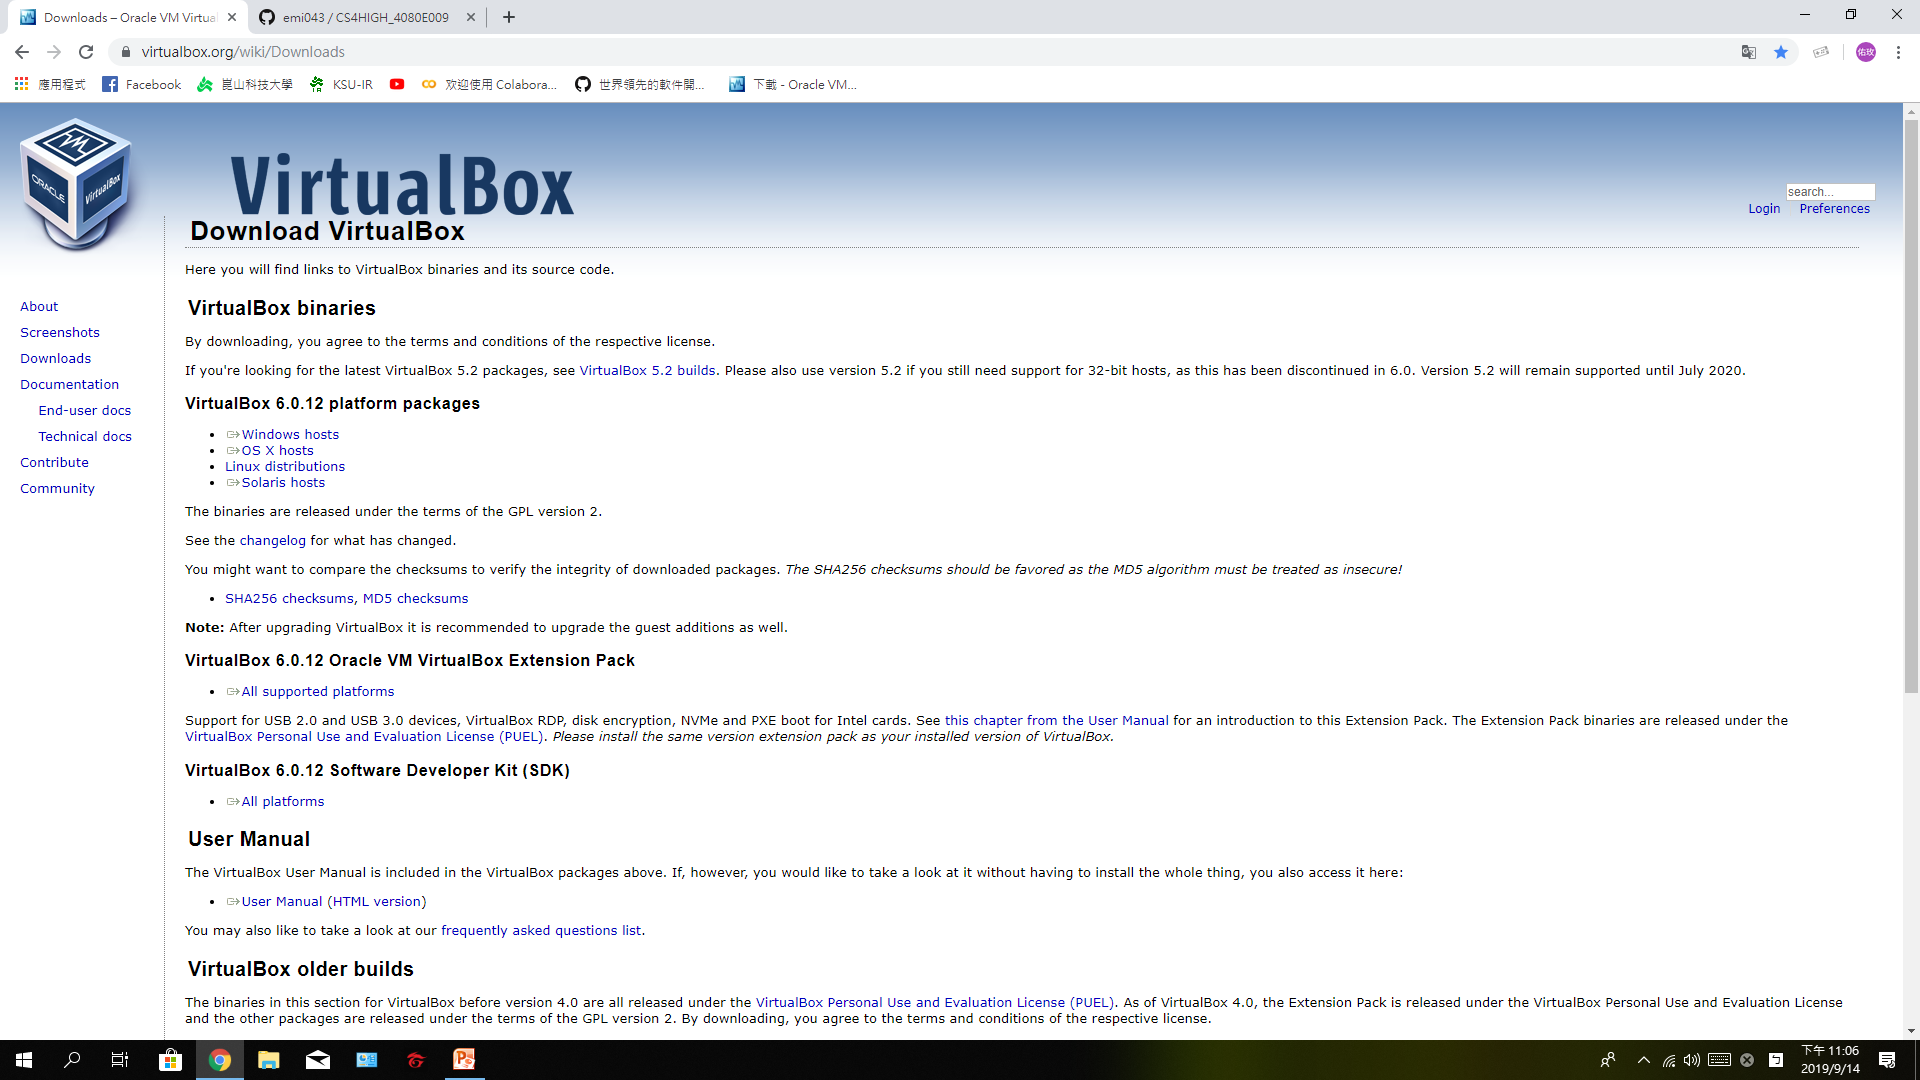 Downloads – Oracle VM Virtua
emi043 / CS4HIGH_4080E009
virtualbox.org/wiki/Downloads
佑玫
應用程式
Facebook
崑山科技大學
KSU-IR
欢迎使用 Colabora...
世界領先的軟件開...
下載 - Oracle VM...
ORACLE
VirtualBox
VirtualBox
search...
Login
Preferences
Download VirtualBox
Here you will find links to VirtualBox binaries and its source code.
About
Screenshots
Downloads
Documentation
End-user docs
Technical docs
Contribute
Community
VirtualBox binaries
By downloading, you agree to the terms and conditions of the respective license.
If you're looking for the latest VirtualBox 5.2 packages, see VirtualBox 5.2 builds. Please also use version 5.2 if you still need support for 32-bit hosts, as this has been discontinued in 6.0. Version 5.2 will remain supported until July 2020.
VirtualBox 6.0.12 platform packages
Windows hosts
OS X hosts
Linux distributions
Solaris hosts
The binaries are released under the terms of the GPL version 2.
See the changelog for what has changed.
You might want to compare the checksums to verify the integrity of downloaded packages. The SHA256 checksums should be favored as the MD5 algorithm must be treated as insecure!
SHA256 checksums, MD5 checksums
Note: After upgrading VirtualBox it is recommended to upgrade the guest additions as well.
VirtualBox 6.0.12 Oracle VM VirtualBox Extension Pack
All supported platforms
Support for USB 2.0 and USB 3.0 devices, VirtualBox RDP, disk encryption, NVMe and PXE boot for Intel cards. See this chapter from the User Manual for an introduction to this Extension Pack. The Extension Pack binaries are released under the
VirtualBox Personal Use and Evaluation License (PUEL). Please install the same version extension pack as your installed version of VirtualBox.
VirtualBox 6.0.12 Software Developer Kit (SDK)
All platforms
User Manual
The VirtualBox User Manual is included in the VirtualBox packages above. If, however, you would like to take a look at it without having to install the whole thing, you also access it here:
User Manual (HTML version)
You may also like to take a look at our frequently asked questions list.
VirtualBox older builds
The binaries in this section for VirtualBox before version 4.0 are all released under the VirtualBox Personal Use and Evaluation License (PUEL). As of VirtualBox 4.0, the Extension Pack is released under the VirtualBox Personal Use and Evaluation License
and the other packages are released under the terms of the GPL version 2. By downloading, you agree to the terms and conditions of the respective license.
下午 11:06
2019/9/14